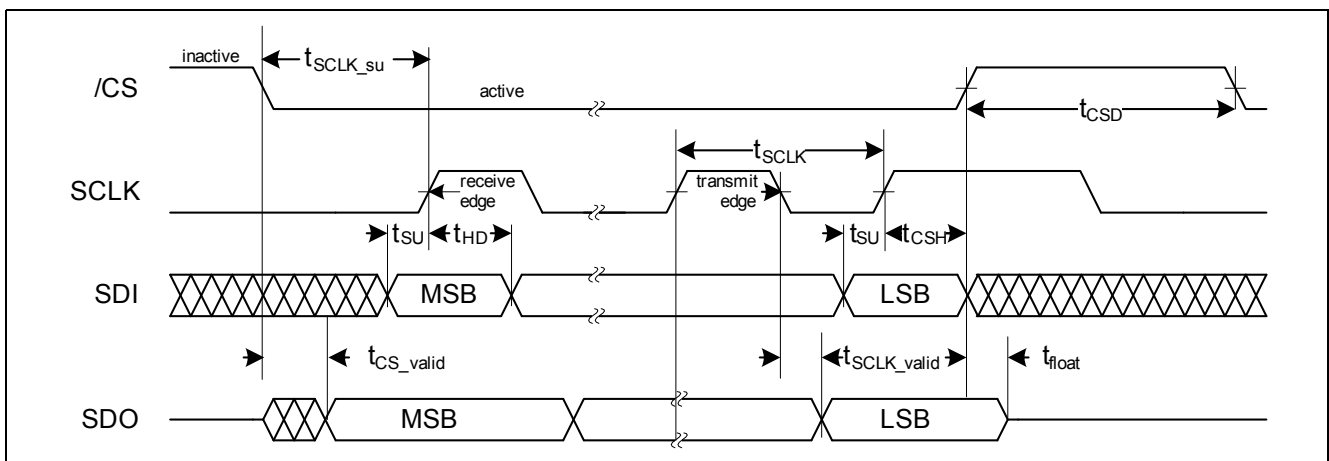 inactive
tSCLK_su
/CS
active
tCSD
tSCLK
SCLK
receive
edge
transmit
edge
tSU
tHD
tSU
tCSH
SDI
MSB
LSB
tCS_valid
tSCLK_valid
tfloat
SDO
MSB
LSB